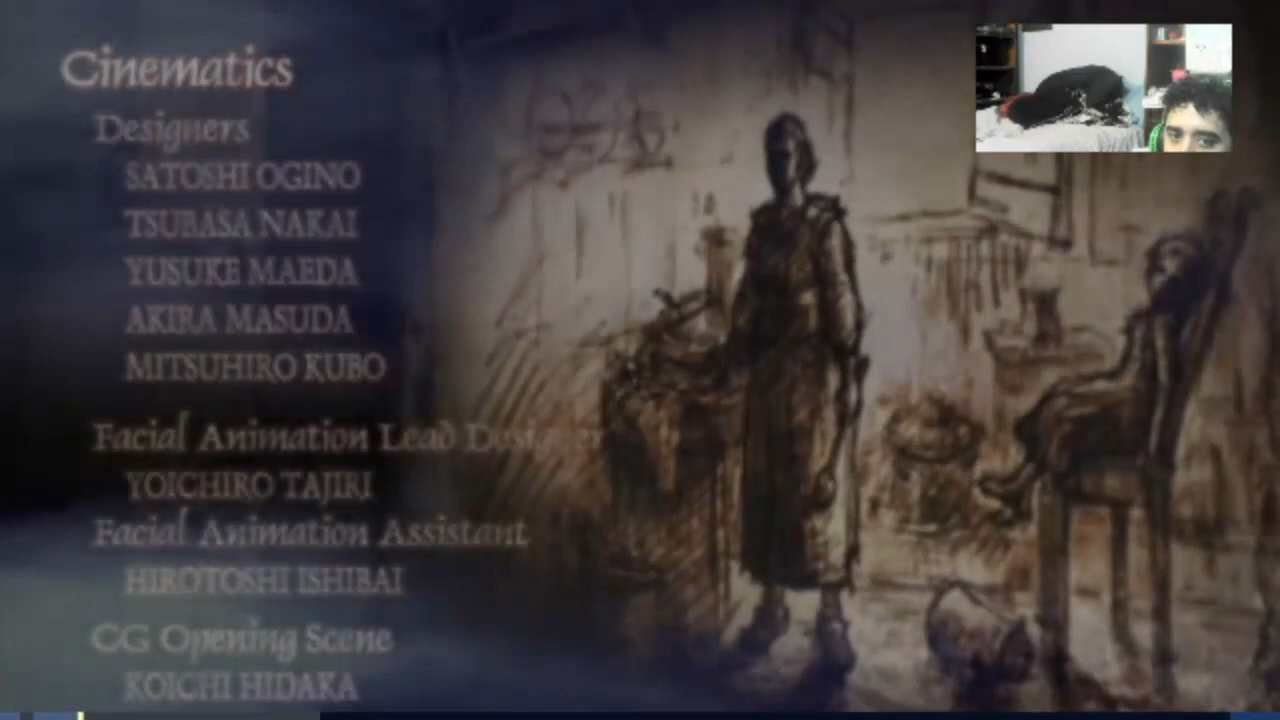 Cinematics
Designers
SATOSHI OGINO
TSUBASA NAKAI
YUSUKE MAEDA
AKIRA MASUDA
MITSUHIRO KUBO
Facial Animation Lead Designer
YOICHIRO TAJIRI
Facial Animation Assistant
HIROTOSHI ISHIBAI
CG Opening Scene
KOICHI HIDAKA